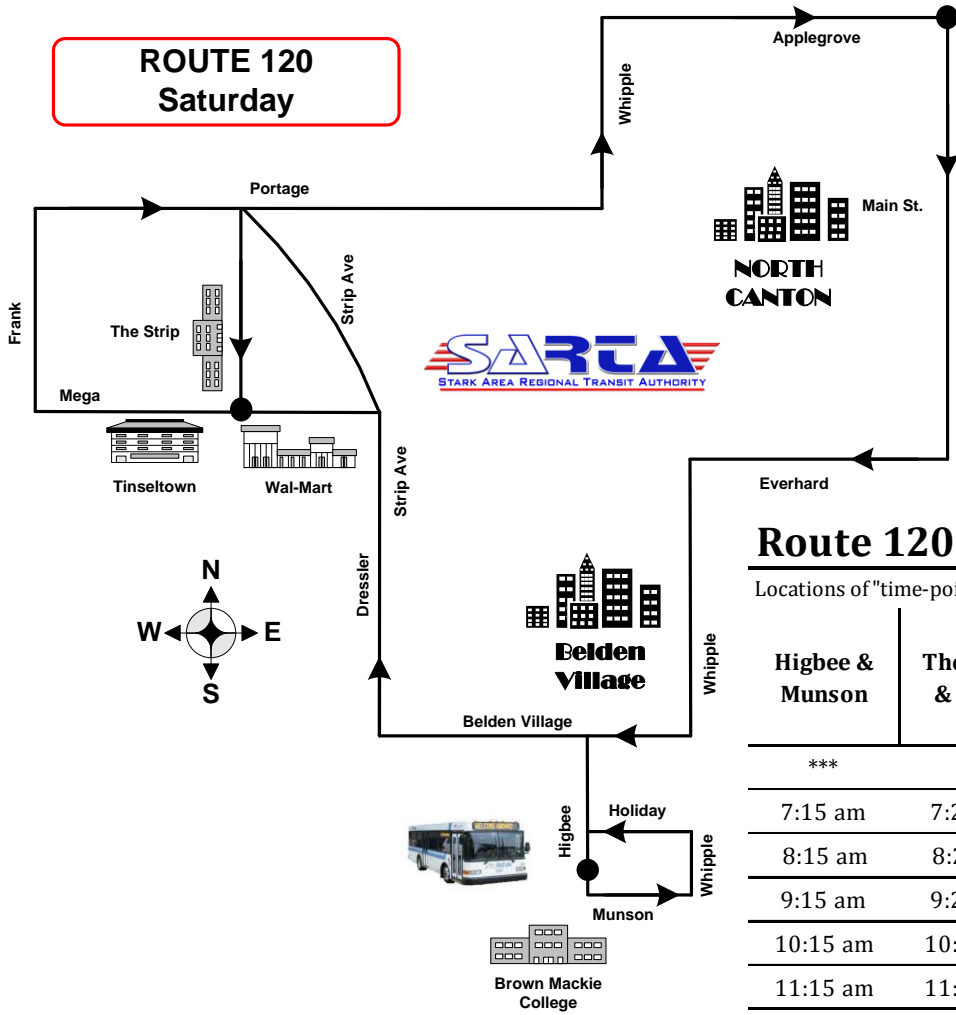 ROUTE 120
Saturday
Applegrove
Whipple
Portage
Main St.
NORTH
CANTON
Frank
The Strip
Strip Ave
SARTA
STARK AREA REGIONAL TRANSIT AUTHORITY
Mega
Tinseltown
Wal-Mart
Strip Ave
Everhard
Dressler
N
W
E
S
Belden
Village
Whipple
Belden Village
Higbee
Holiday
Whipple
Munson
Brown Mackie
College
Route 120
Locations of "time-poi
Higbee &
Munson
***
7:15 am
8:15 am
9:15 am
10:15 am
11:15 am